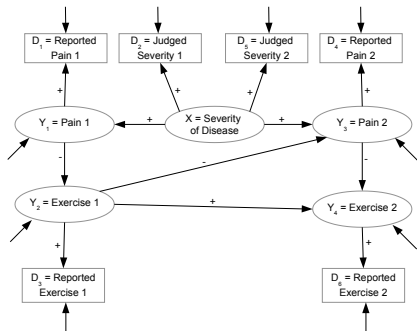 D₁ = Reported
Pain 1
D₂ = Judged
Severity 1
D₅ = Judged
Severity 2
D₄ = Reported
Pain 2
+
+
+
+
Y₁ = Pain 1
+
X = Severity
of Disease
+
Y₃ = Pain 2
-
-
-
Y₂ = Exercise 1
+
Y₄ = Exercise 2
+
+
D₃ = Reported
Exercise 1
D₆ = Reported
Exercise 2